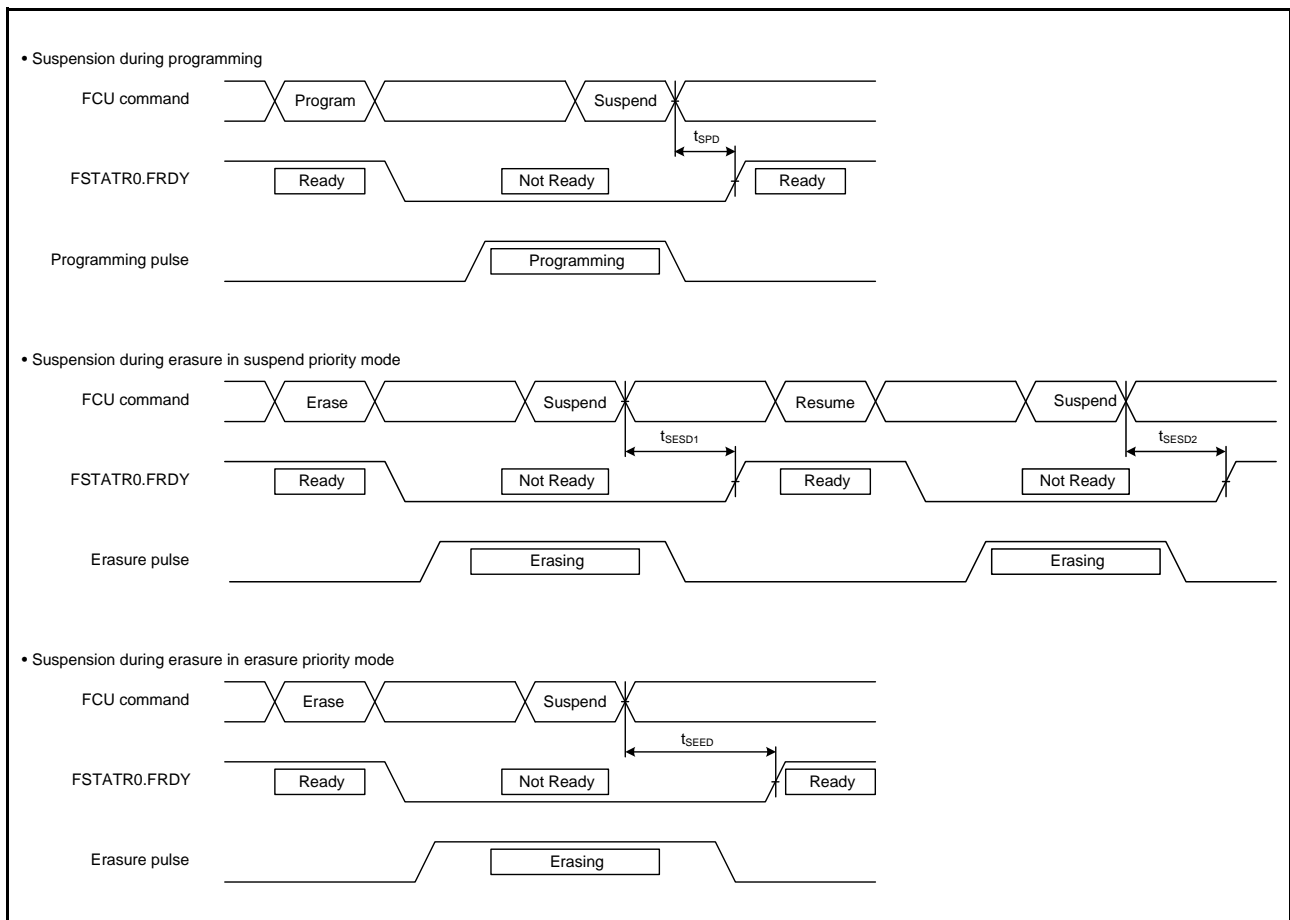 • Suspension during programming
FCU command
Program
Suspend
tSPD
FSTATR0.FRDY
Ready
Not Ready
Ready
Programming pulse
Programming
• Suspension during erasure in suspend priority mode
FCU command
Erase
Suspend
Resume
Suspend
tSESD1
tSESD2
FSTATR0.FRDY
Ready
Not Ready
Ready
Not Ready
Erasure pulse
Erasing
Erasing
• Suspension during erasure in erasure priority mode
FCU command
Erase
Suspend
tSEED
FSTATR0.FRDY
Ready
Not Ready
Ready
Erasure pulse
Erasing